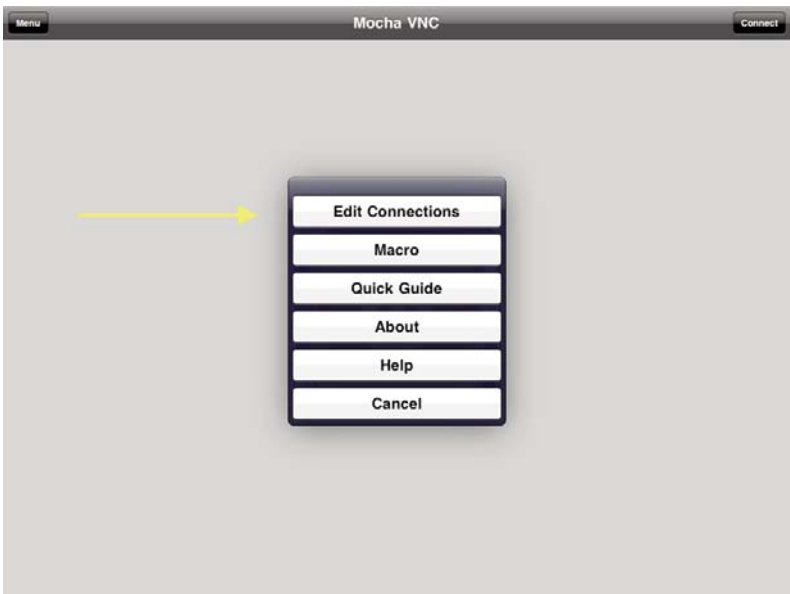 Menu
Mocha VNC
Connect
Edit Connections
Macro
Quick Guide
About
Help
Cancel